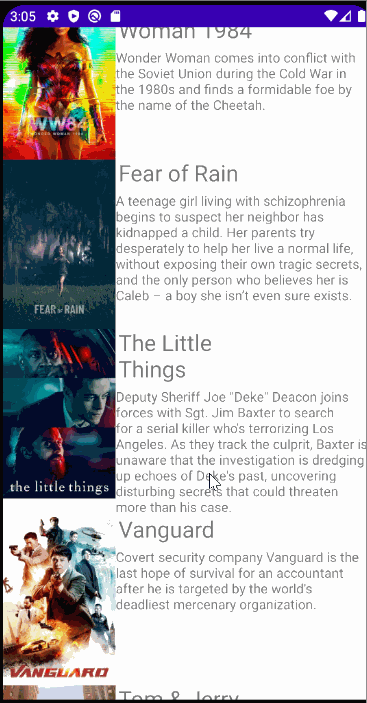 3:05
Woman 1984
Wonder Woman comes into conflict with
the Soviet Union during the Cold War in
the 1980s and finds a formidable foe by
the name of the Cheetah.
WW84
WONDER WOMAN 1984
Fear of Rain
A teenage girl living with schizophrenia
begins to suspect her neighbor has
kidnapped a child. Her parents try
desperately to help her live a normal life,
without exposing their own tragic secrets,
and the only person who believes her is
Caleb – a boy she isn’t even sure exists.
FEAR OF RAIN
The Little
Things
Deputy Sheriff Joe "Deke" Deacon joins
forces with Sgt. Jim Baxter to search
for a serial killer who's terrorizing Los
Angeles. As they track the culprit, Baxter is
unaware that the investigation is dredging
up echoes of Deke's past, uncovering
disturbing secrets that could threaten
more than his case.
the little things
Vanguard
Covert security company Vanguard is the
last hope of survival for an accountant
after he is targeted by the world's
deadliest mercenary organization.
VANGUARD
Tom & Jerry